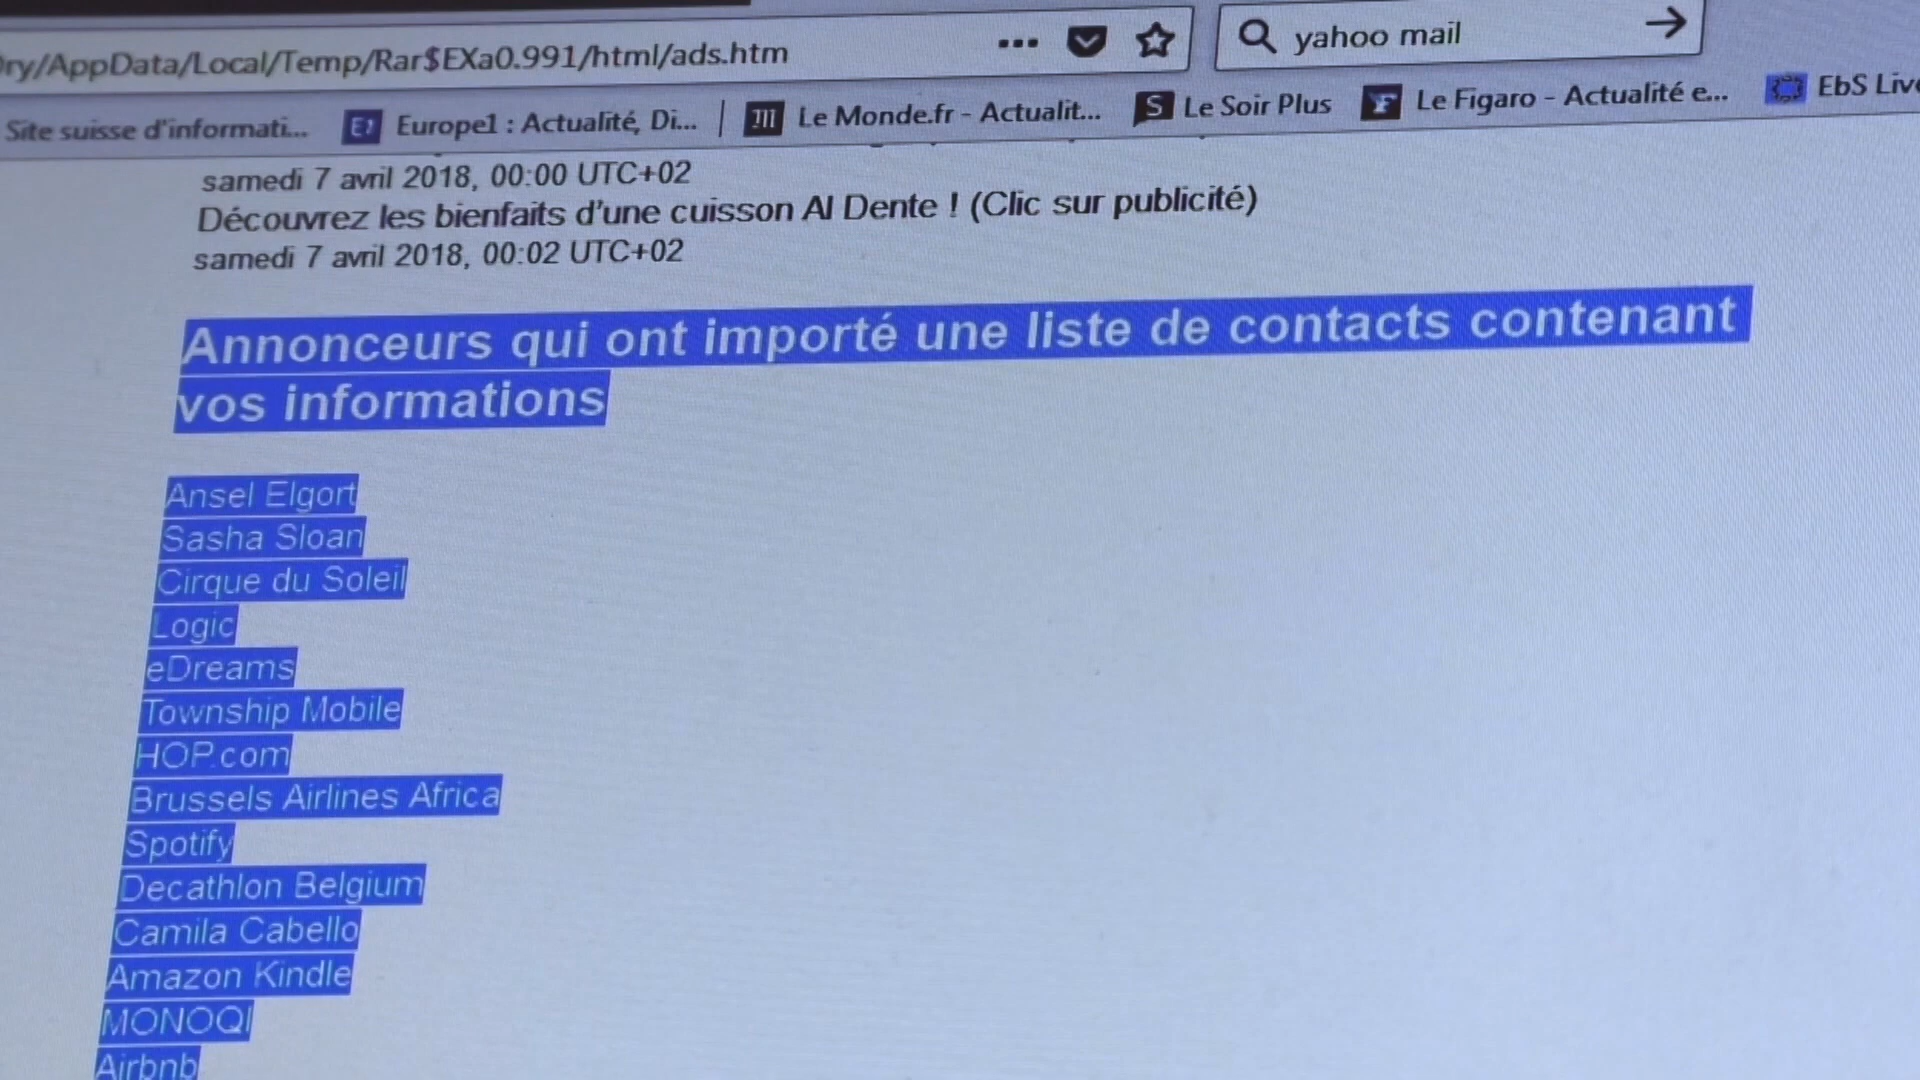 ry/AppData/Local/Temp/Rar$EXa0.991/html/ads.htm
yahoo mail
Site suisse d'informati...
Europe1 : Actualité, Di...
Le Monde.fr - Actualit...
S Le Soir Plus
F Le Figaro - Actualité e...
EbS Live
samedi 7 avril 2018, 00:00 UTC+02
Découvrez les bienfaits d'une cuisson Al Dente ! (Clic sur publicité)
samedi 7 avril 2018, 00:02 UTC+02
Annonceurs qui ont importé une liste de contacts contenant
vos informations
Ansel Elgort
Sasha Sloan
Cirque du Soleil
Logic
eDreams
Township Mobile
HOP.com
Brussels Airlines Africa
Spotify
Decathlon Belgium
Camila Cabello
Amazon Kindle
MONOQI
Airbnb